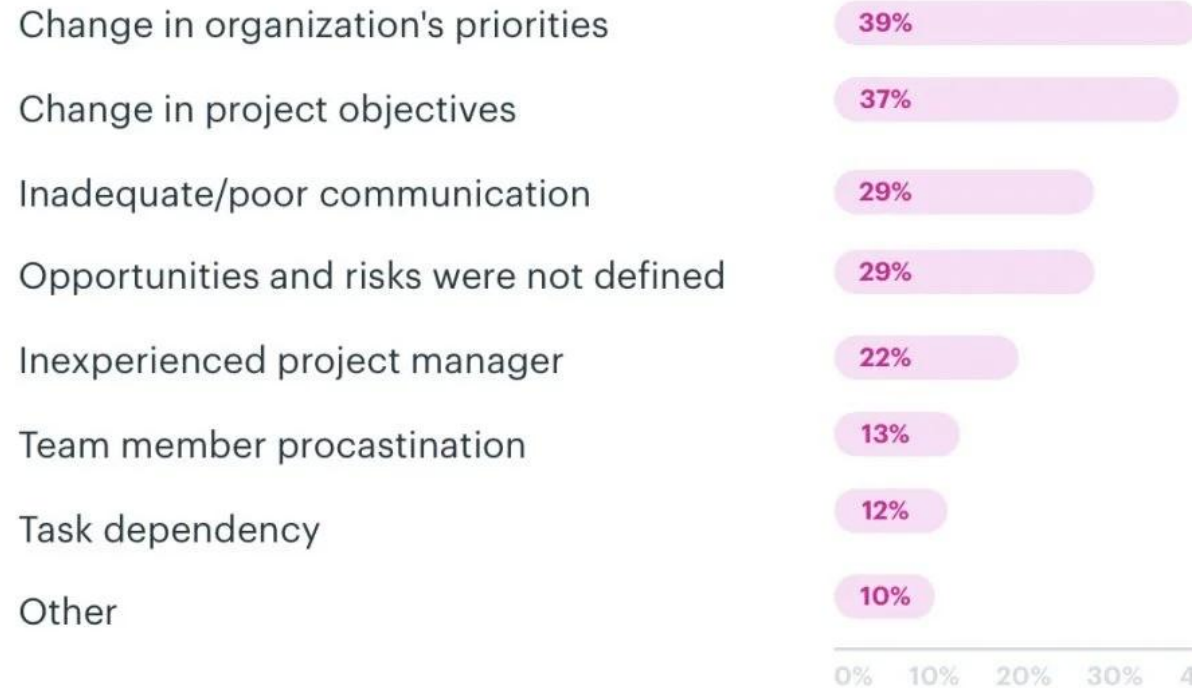 Change in organization's priorities 39%
Change in project objectives 37%
Inadequate/poor communication 29%
Opportunities and risks were not defined 29%
Inexperienced project manager 22%
Team member procastination 13%
Task dependency 12%
Other 10%
0% 10% 20% 30%